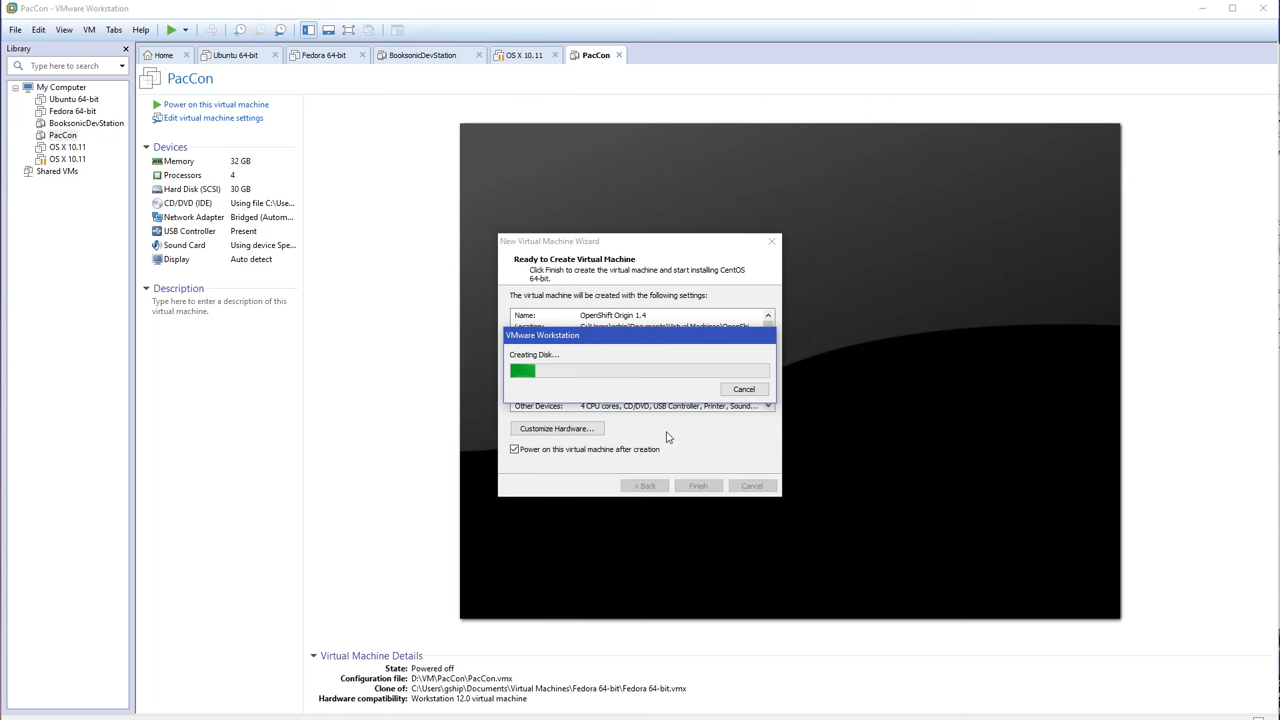 PacCon - VMware Workstation
File Edit View VM Tabs Help
Library
Type here to search
My Computer
Ubuntu 64-bit
Fedora 64-bit
BooksonicDevStation
PacCon
OS X 10.11
OS X 10.11
Shared VMs
Home Ubuntu 64-bit Fedora 64-bit BooksonicDevStation OS X 10.11 PacCon
PacCon
Power on this virtual machine
Edit virtual machine settings
Devices
Memory 32 GB
Processors 4
Hard Disk (SCSI) 30 GB
CD/DVD (IDE) Using file C:\Use...
Network Adapter Bridged (Autom...
USB Controller Present
Sound Card Using device Spe...
Display Auto detect
Description
Type here to enter a description of this
virtual machine.
New Virtual Machine Wizard
Ready to Create Virtual Machine
Click Finish to create the virtual machine and start installing CentOS
64-bit.
The virtual machine will be created with the following settings:
Name: OpenShift Origin 1.4
Location: C:\Users\gship\Documents\Virtual Machines\OpenShi...
VMware Workstation
Creating Disk...
Cancel
Other Devices: 4 CPU cores, CD/DVD, USB Controller, Printer, Sound...
Customize Hardware...
Power on this virtual machine after creation
< Back Finish Cancel
Virtual Machine Details
State: Powered off
Configuration file: D:\VM\PacCon\PacCon.vmx
Clone of: C:\Users\gship\Documents\Virtual Machines\Fedora 64-bit\Fedora 64-bit.vmx
Hardware compatibility: Workstation 12.0 virtual machine